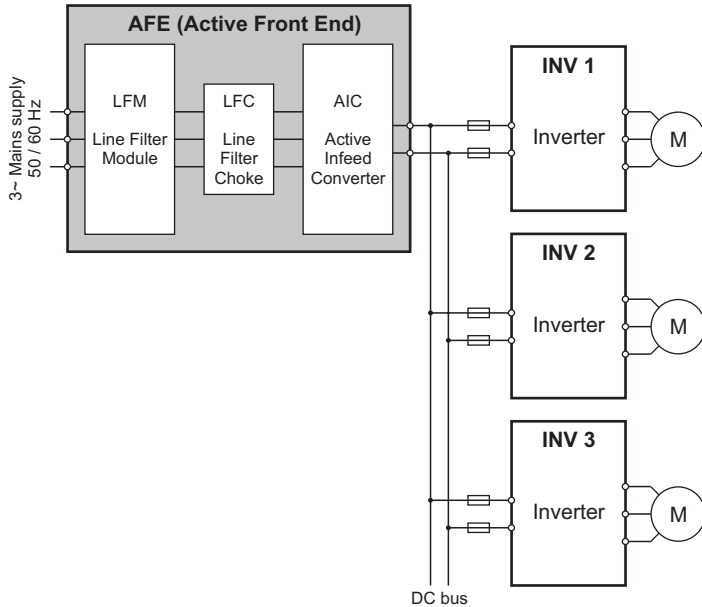 AFE (Active Front End)
3~ Mains supply
50 / 60 Hz
LFM
Line Filter
Module
LFC
Line
Filter
Choke
AIC
Active
Infeed
Converter
INV 1
Inverter
M
INV 2
Inverter
M
INV 3
Inverter
M
DC bus